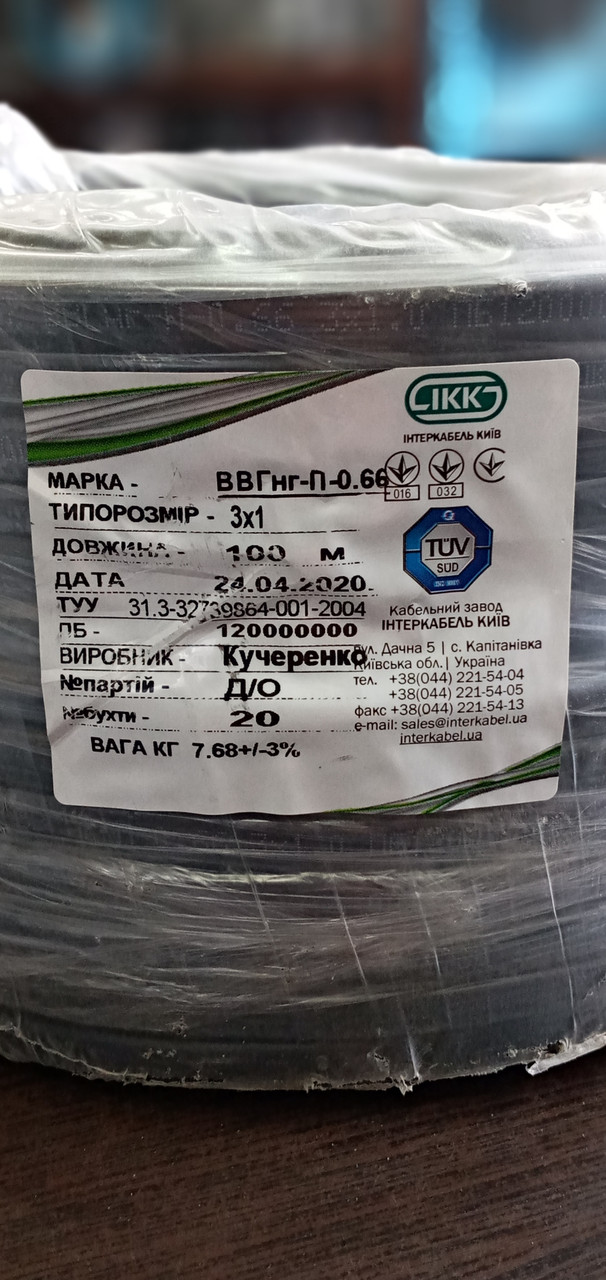 ІККЗ
ІНТЕРКАБЕЛЬ КИЇВ
МАРКА - ВВГнг-П-0.66
016 032
ТИПОРОЗМІР - 3х1
ДОВЖИНА - 100 м
TÜV
SUD
ДАТА 24.04.2020.
ТУУ 31.3-32739864-001-2004
Кабельний завод
ІНТЕРКАБЕЛЬ КИЇВ
ПБ - 120000000
ВИРОБНИК - Кучеренко
вул. Дачна 5 | с. Капітанівка
Київська обл. | Україна
№партій - Д/О
тел. +38(044) 221-54-04
+38(044) 221-54-05
№бухти - 20
факс +38(044) 221-54-13
e-mail: sales@interkabel.ua
interkabel.ua
ВАГА КГ 7.68+/-3%